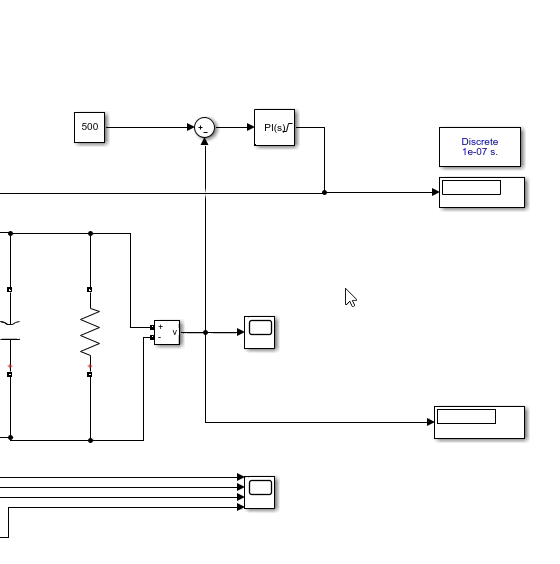 500
+
-
PI(s)
Discrete
1e-07 s.
+
v
-
+
+